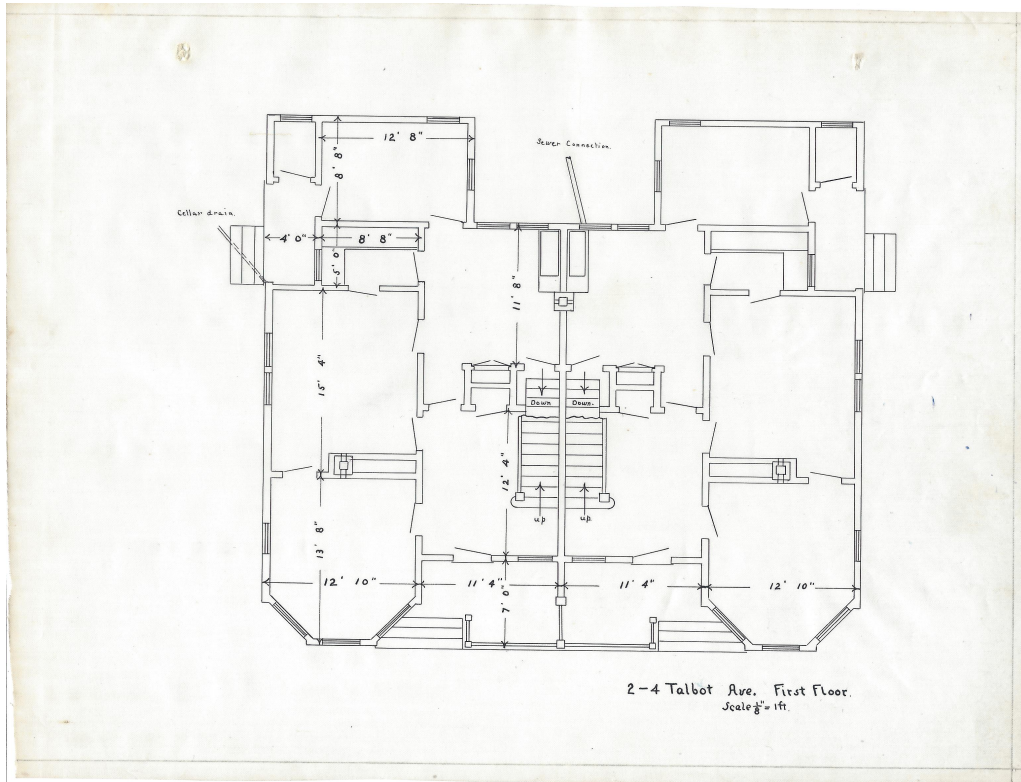 12' 8"
8' 8"
Sewer Connection.
Cellar drain.
4' 0"
8' 8"
5' 0"
11' 8"
15' 4"
Down
Down.
12' 4"
up
up
13' 8"
12' 10"
11' 4"
11' 4"
12' 10"
7' 0"
2-4 Talbot Ave. First Floor.
Scale 1/8" = 1ft.